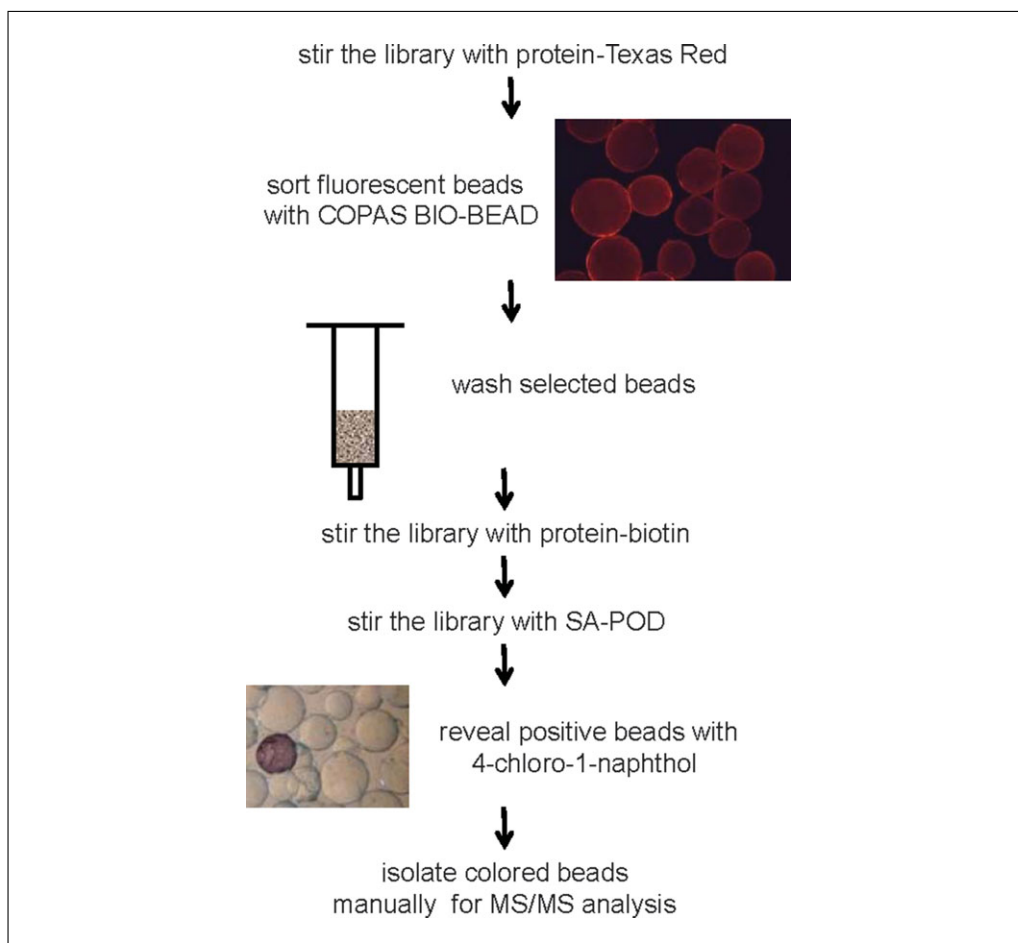 stir the library with protein-Texas Red
sort fluorescent beads
with COPAS BIO-BEAD
wash selected beads
stir the library with protein-biotin
stir the library with SA-POD
reveal positive beads with
4-chloro-1-naphthol
isolate colored beads
manually for MS/MS analysis